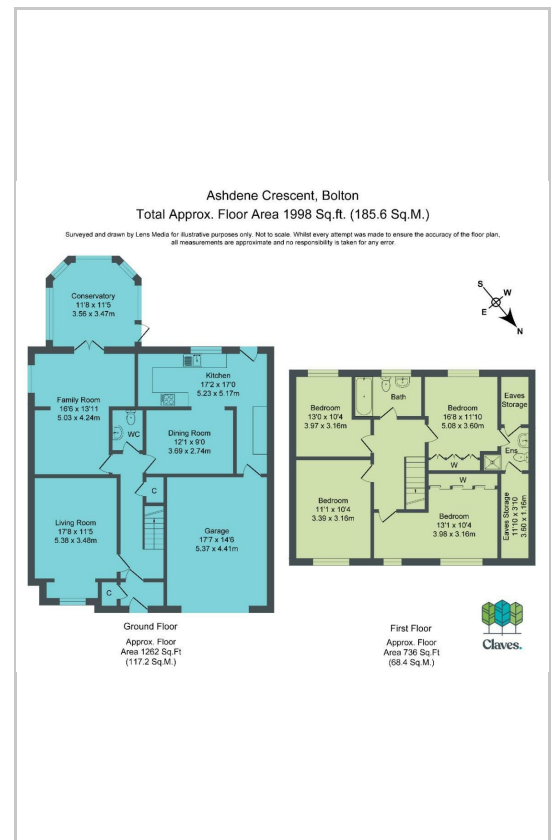 Ashdene Crescent, Bolton
Total Approx. Floor Area 1998 Sq.ft. (185.6 Sq.M.)
Surveyed and drawn by Lens Media for illustrative purposes only. Not to scale. Whilst every attempt was made to ensure the accuracy of the floor plan,
all measurements are approximate and no responsibility is taken for any error.
S
W
E
N
Conservatory
11'8 x 11'5
3.56 x 3.47m
Kitchen
17'2 x 17'0
5.23 x 5.17m
Family Room
16'6 x 13'11
5.03 x 4.24m
WC
Dining Room
12'1 x 9'0
3.69 x 2.74m
C
Living Room
17'8 x 11'5
5.38 x 3.48m
Garage
17'7 x 14'6
5.37 x 4.41m
C
Ground Floor
Approx. Floor
Area 1262 Sq.Ft
(117.2 Sq.M.)
Bedroom
13'0 x 10'4
3.97 x 3.16m
Bath
Bedroom
16'8 x 11'10
5.08 x 3.60m
Eaves
Storage
Ens
W
W
Bedroom
11'1 x 10'4
3.39 x 3.16m
Bedroom
13'1 x 10'4
3.98 x 3.16m
Eaves Storage
11'10 x 3'10
3.60 x 1.16m
First Floor
Approx. Floor
Area 736 Sq.Ft
(68.4 Sq.M.)
Claves.